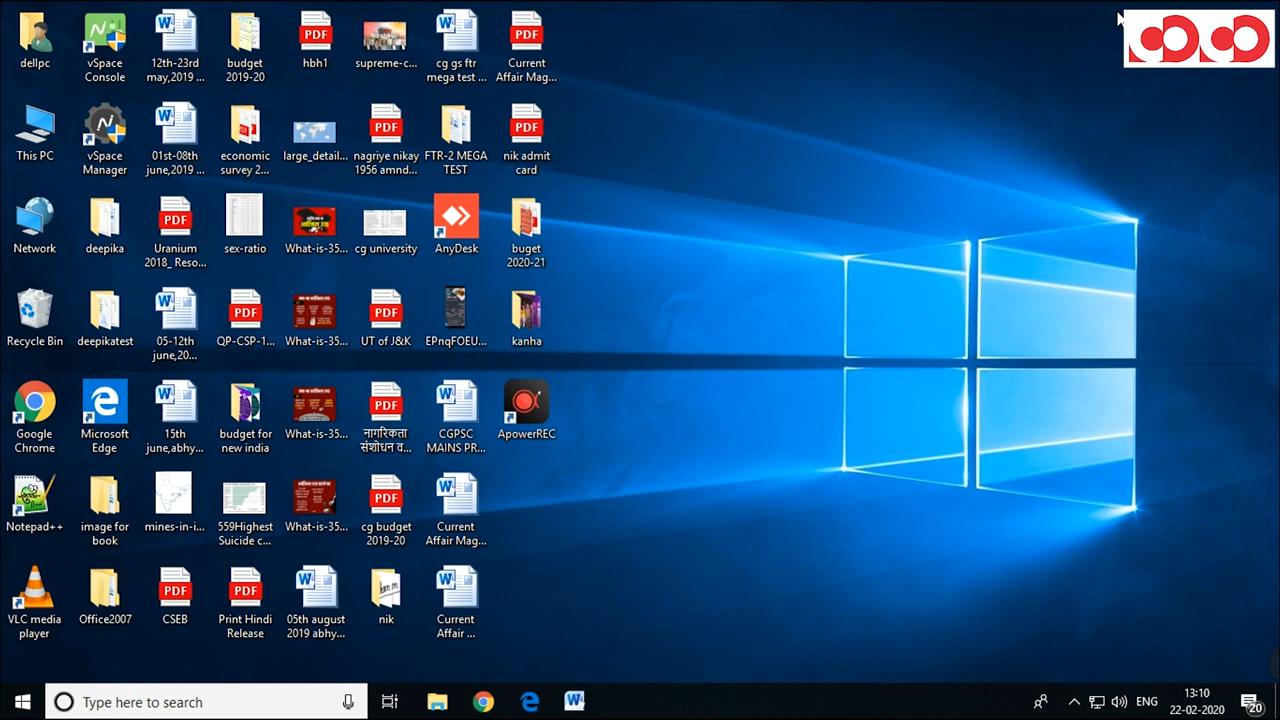 dellpc
vSpace
Console
12th-23rd
may,2019 ...
budget
2019-20
PDF
hbh1
supreme-c...
cg gs ftr
mega test ...
PDF
Current
Affair Mag...
This PC
vSpace
Manager
01st-08th
june,2019 ...
economic
survey 2...
large_detail...
PDF
nagriye nikay
1956 amnd...
FTR-2 MEGA
TEST
PDF
nik admit
card
Network
deepika
PDF
Uranium
2018_ Reso...
sex-ratio
What-is-35...
cg university
AnyDesk
buget
2020-21
Recycle Bin
deepikatest
05-12th
june,20...
PDF
QP-CSP-1...
What-is-35...
PDF
UT of J&K
EPnqFOEU...
kanha
Google
Chrome
Microsoft
Edge
15th
june,abhy...
budget for
new india
What-is-35...
PDF
नागरिकता
संशोधन व...
CGPSC
MAINS PR...
ApowerREC
Notepad++
image for
book
mines-in-i...
559Highest
Suicide c...
What-is-35...
PDF
cg budget
2019-20
Current
Affair Mag...
VLC media
player
Office2007
PDF
CSEB
PDF
Print Hindi
Release
05th august
2019 abhy...
nik
Current
Affair ...
Type here to search
ENG
13:10
22-02-2020
20